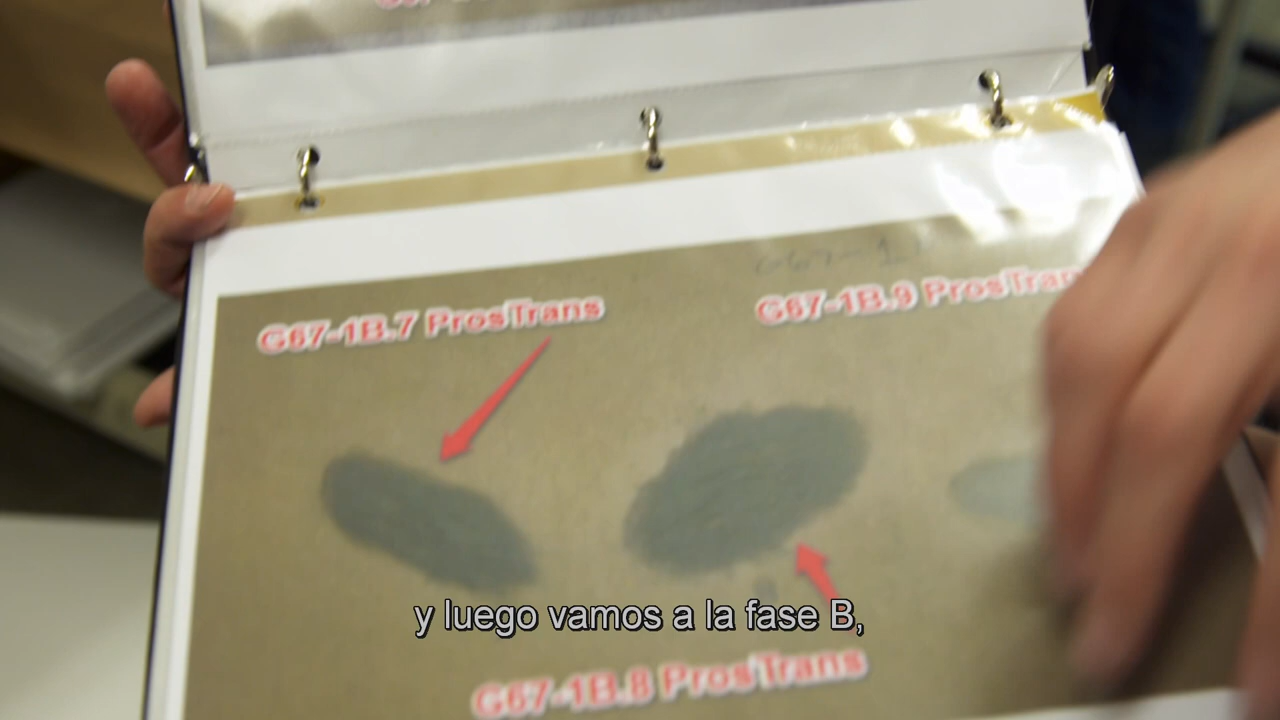 G67-1B.7 ProsTrans
G67-1B.9 ProsTran
y luego vamos a la fase B,
G67-1B.8 ProsTrans